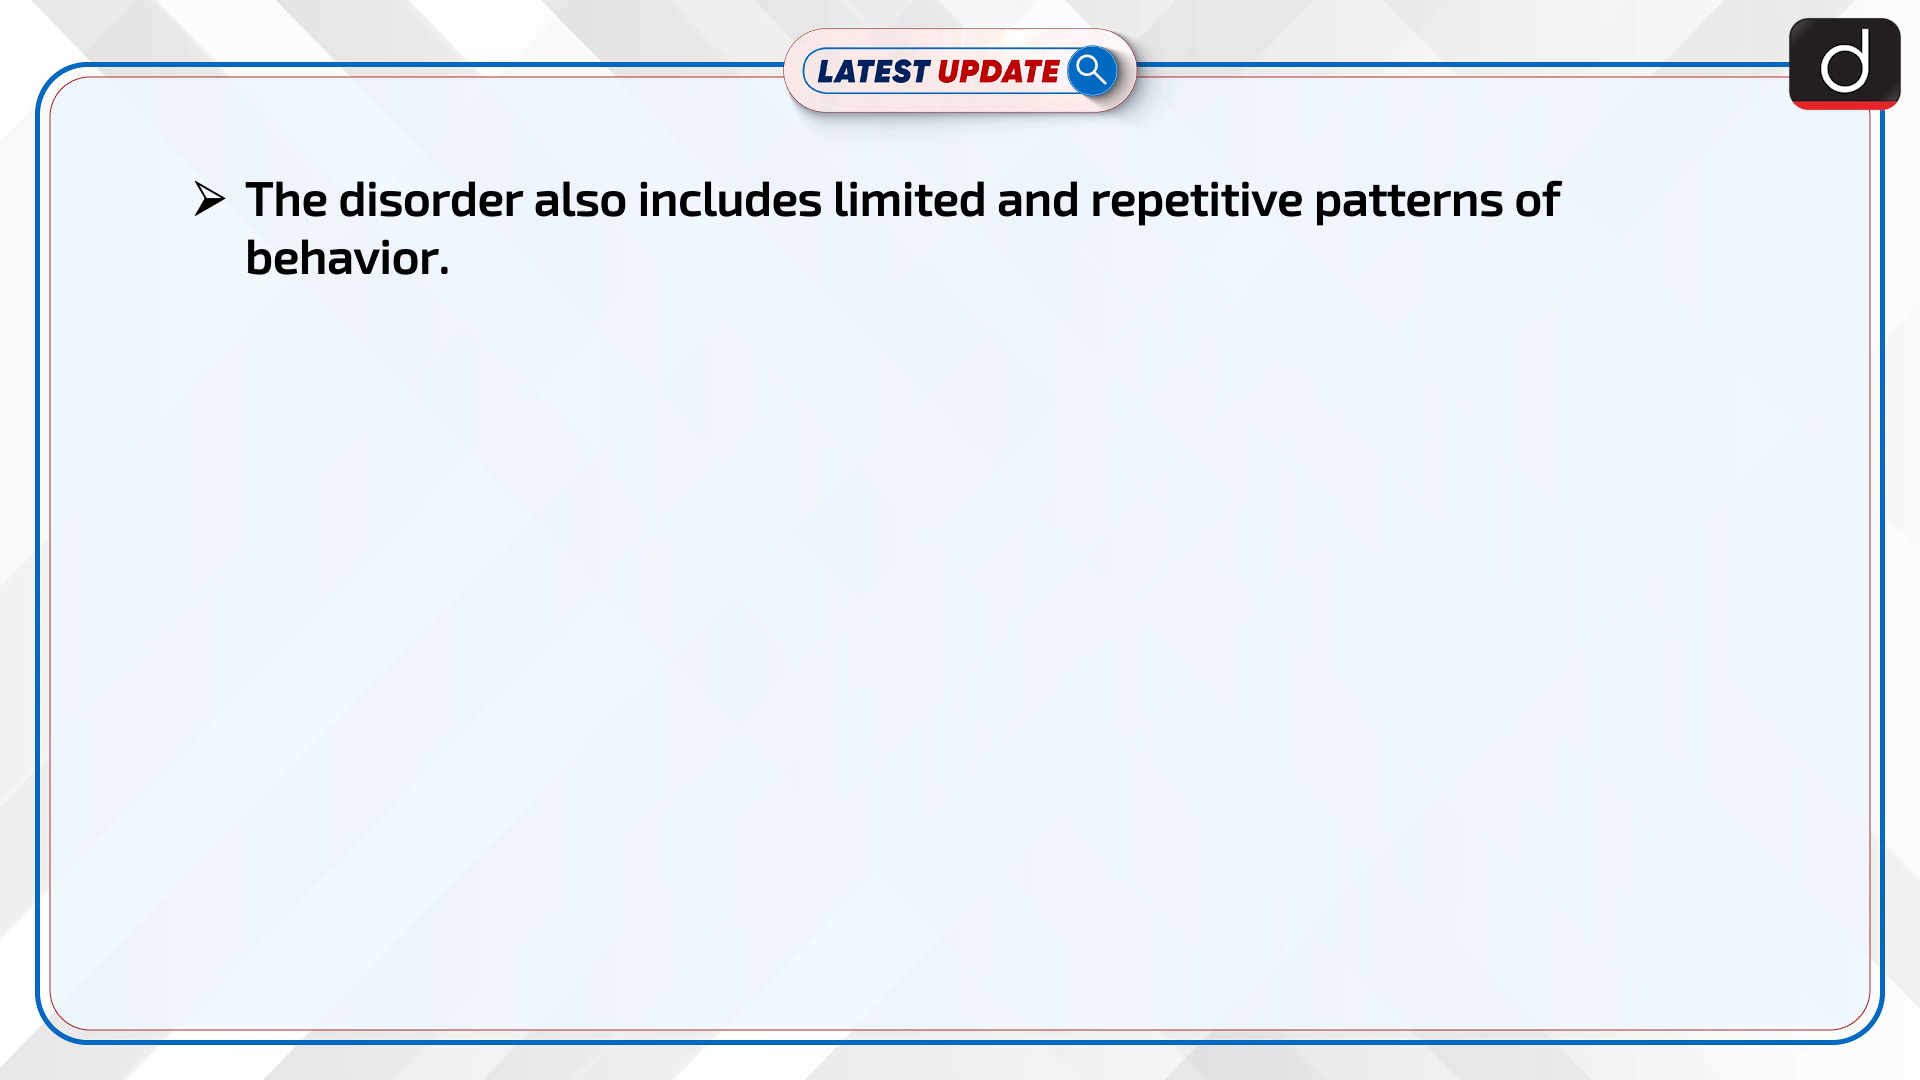 LATEST UPDATE
d
➢ The disorder also includes limited and repetitive patterns of
behavior.